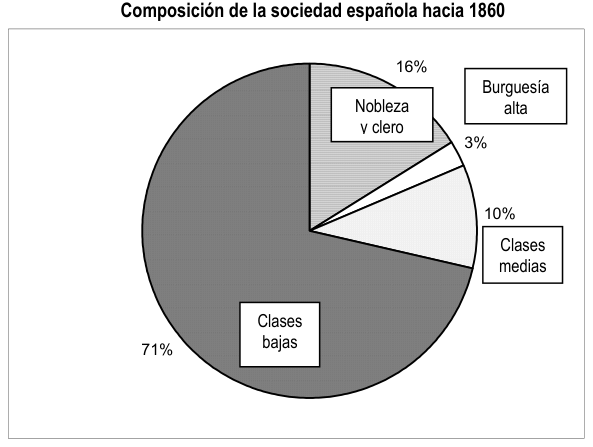 Composición de la sociedad española hacia 1860
16%
Nobleza
y clero
Burguesía
alta
3%
10%
Clases
medias
Clases
bajas
71%